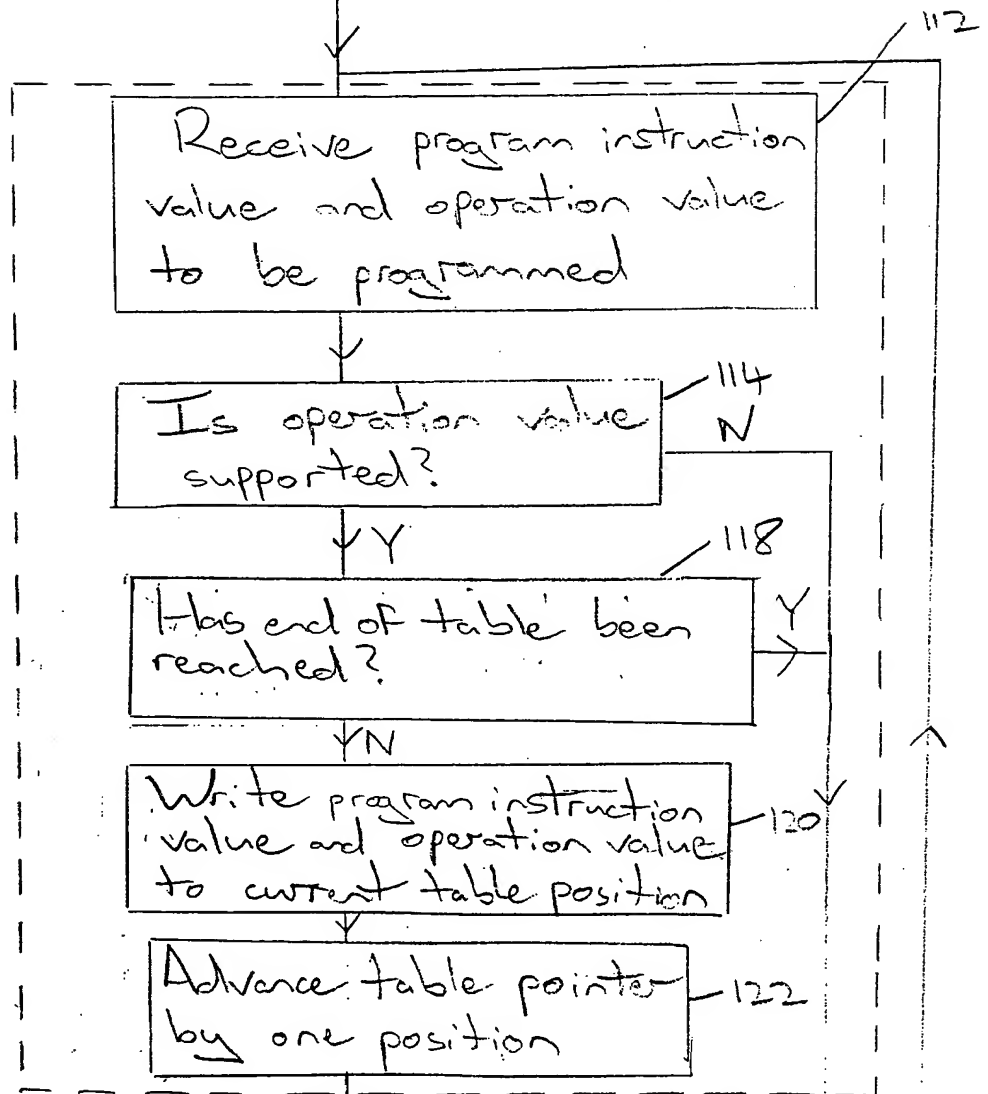 112
Receive program instruction
value and operation value
to be programmed
114
Is operation value
supported?
N
Y
118
Has end of table been
reached?
Y
N
Write program instruction
value and operation value
to current table position
120
Advance table pointer
by one position
122